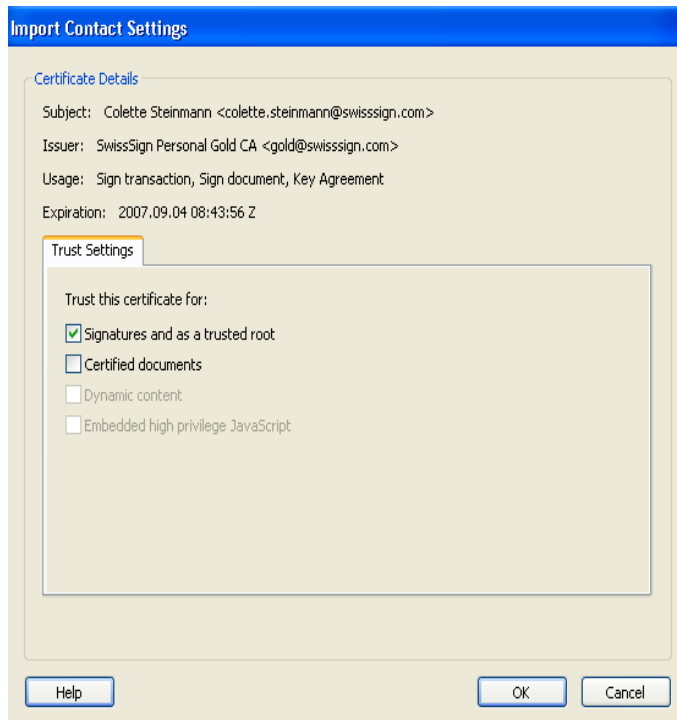 Import Contact Settings
Certificate Details
Subject: Colette Steinmann <colette.steinmann@swisssign.com>
Issuer: SwissSign Personal Gold CA <gold@swisssign.com>
Usage: Sign transaction, Sign document, Key Agreement
Expiration: 2007.09.04 08:43:56 Z
Trust Settings
Trust this certificate for:
Signatures and as a trusted root
Certified documents
Dynamic content
Embedded high privilege JavaScript
Help OK Cancel